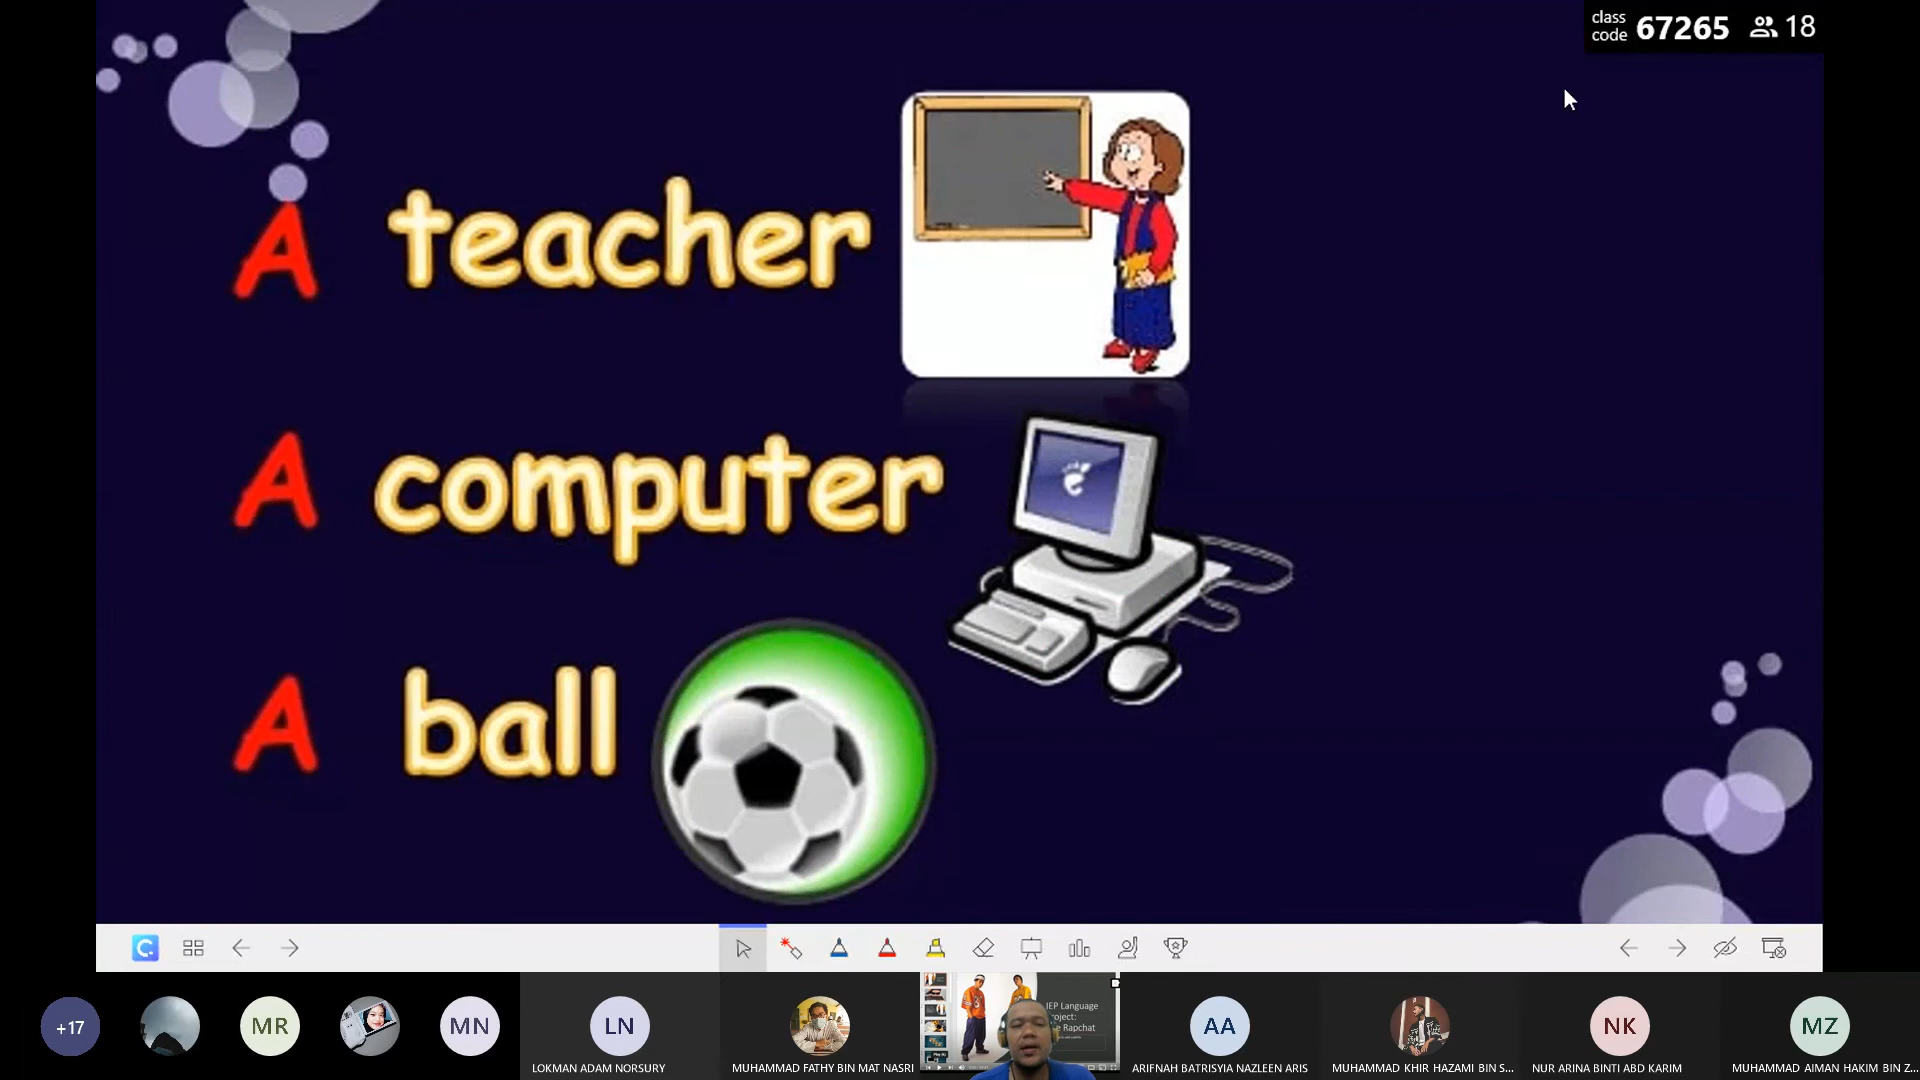 class
code 67265 18
A teacher
A computer
A ball
+17
MR
MN
LN
AA
NK
MZ
IEP Language
LOKMAN ADAM NORSURY
MUHAMMAD FATHY BIN MAT NASRI
ARIFNAH BATRISYIA NAZLEEN ARIS
MUHAMMAD KHIR HAZAMI BIN S...
NUR ARINA BINTI ABD KARIM
MUHAMMAD AIMAN HAKIM BIN Z...